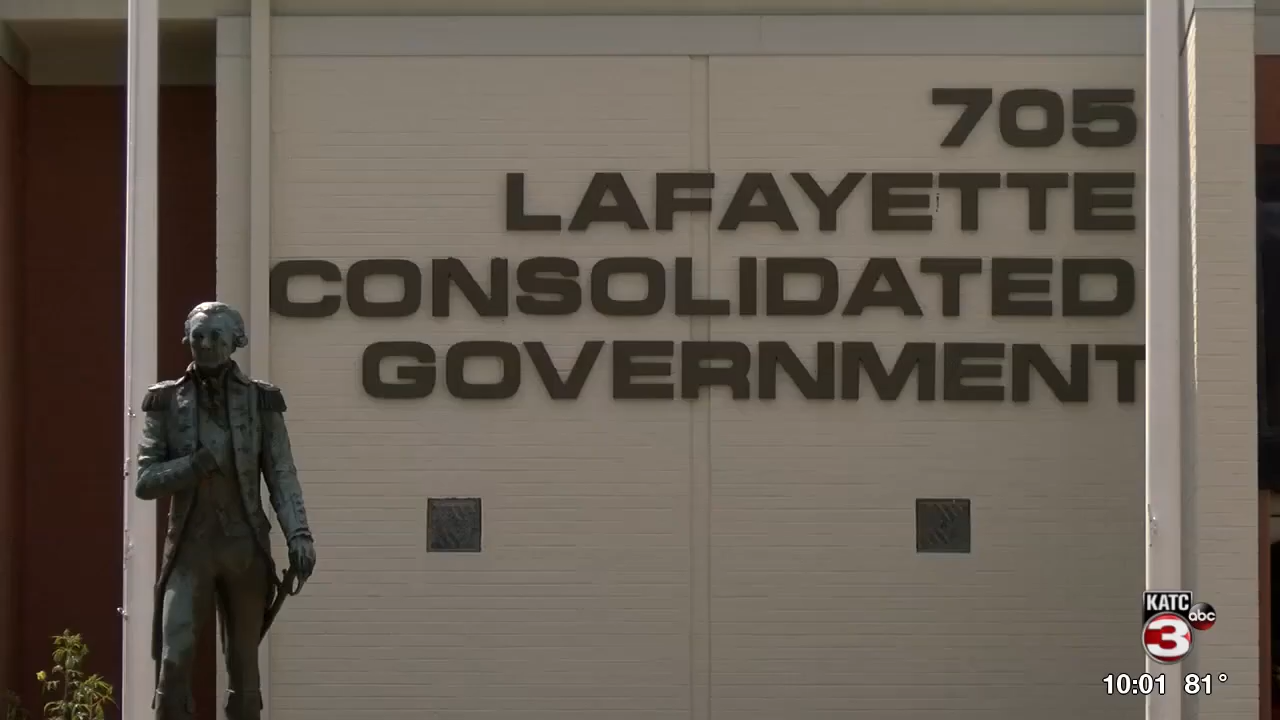 705
LAFAYETTE
CONSOLIDATED
GOVERNMENT
KATC
abc
3
10:01 81°